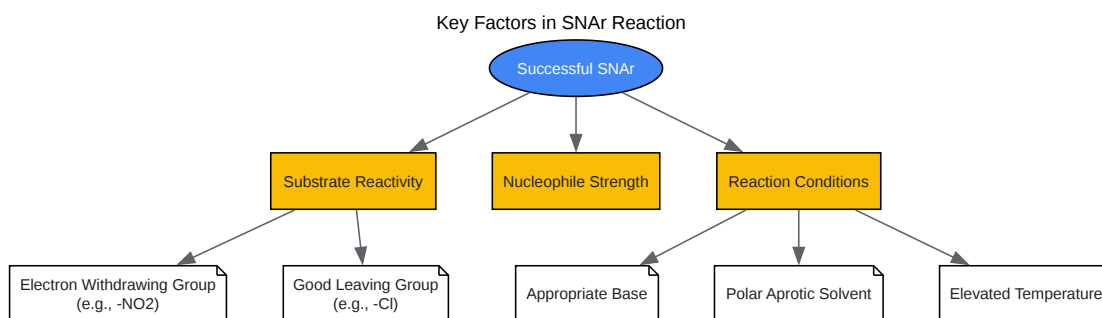 Key Factors in SNAr Reaction
Successful SNAr
Substrate Reactivity
Nucleophile Strength
Reaction Conditions
Electron Withdrawing Group
(e.g., -NO2)
Good Leaving Group
(e.g., -Cl)
Appropriate Base
Polar Aprotic Solvent
Elevated Temperature